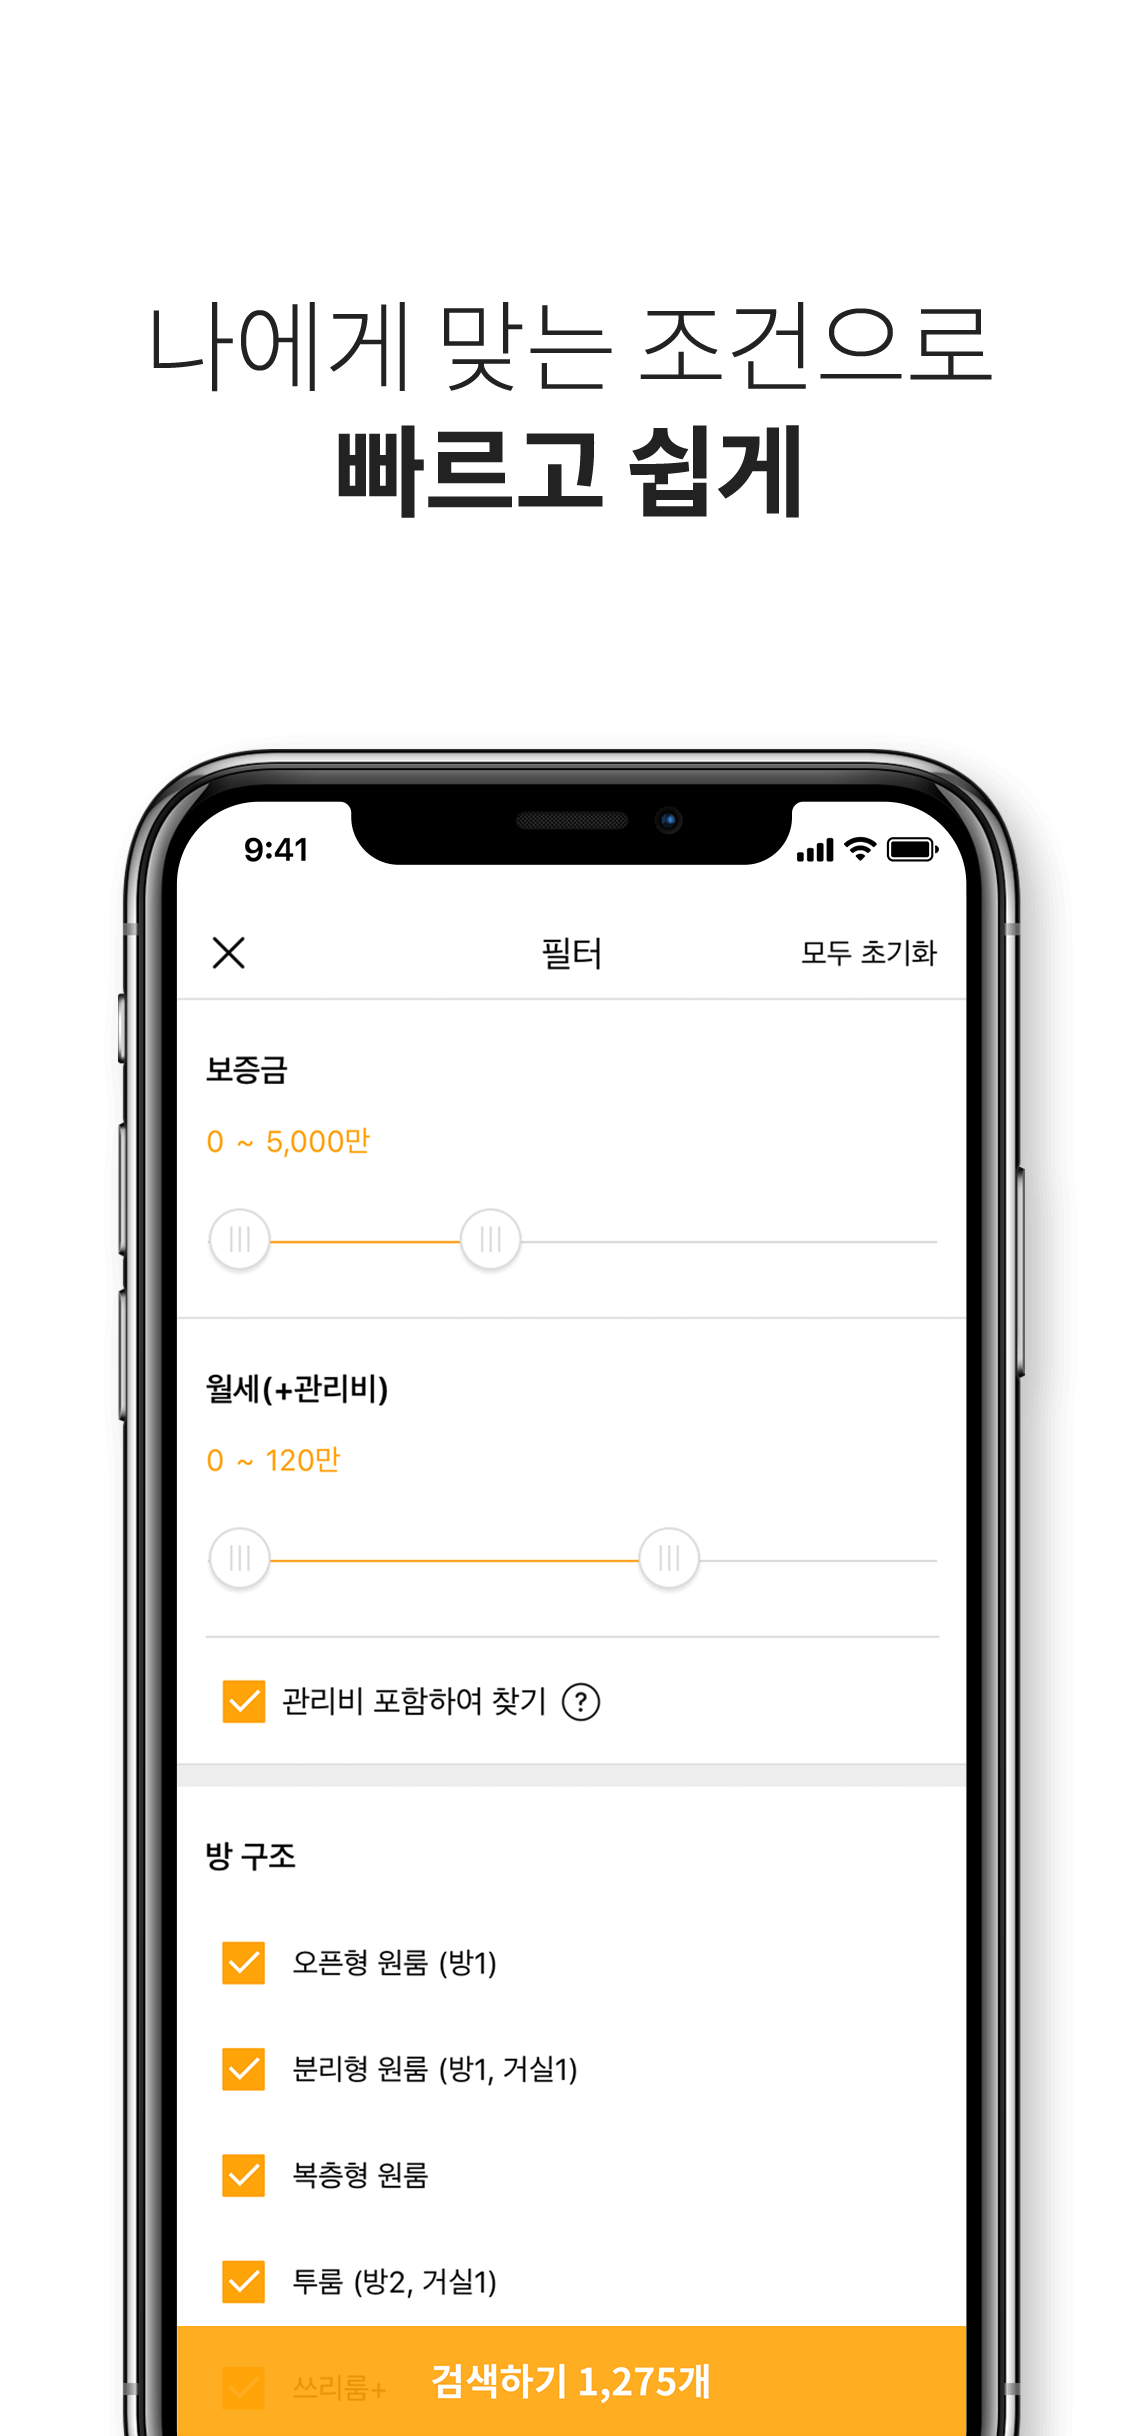 나에게 맞는 조건으로
빠르고 쉽게
9:41
필터
모두 초기화
보증금
0 ~ 5,000만
월세(+관리비)
0 ~ 120만
관리비 포함하여 찾기 ?
방 구조
오픈형 원룸 (방1)
분리형 원룸 (방1, 거실1)
복층형 원룸
투룸 (방2, 거실1)
쓰리룸+
검색하기 1,275개